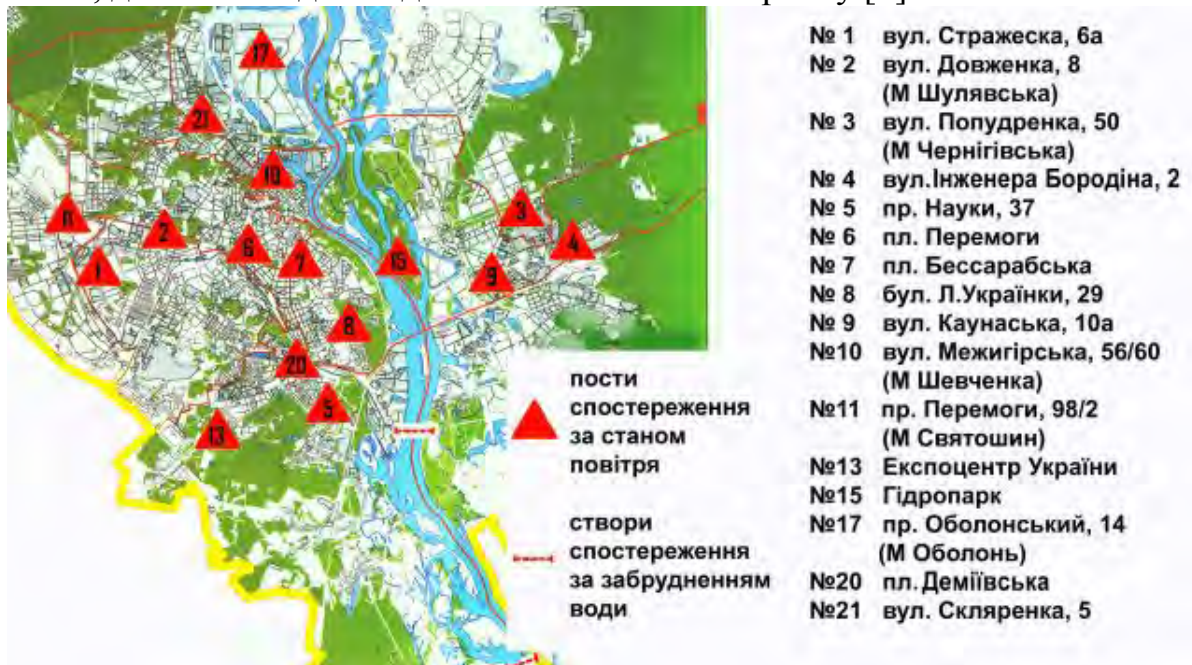 17
21
10
11
2
1
6
7
15
3
4
9
8
20
5
13
№ 1 вул. Стражеска, 6а
№ 2 вул. Довженка, 8
(М Шулявська)
№ 3 вул. Попудренка, 50
(М Чернігівська)
№ 4 вул.Інженера Бородіна, 2
№ 5 пр. Науки, 37
№ 6 пл. Перемоги
№ 7 пл. Бессарабська
№ 8 бул. Л.Українки, 29
№ 9 вул. Каунаська, 10а
№10 вул. Межигірська, 56/60
(М Шевченка)
№11 пр. Перемоги, 98/2
(М Святошин)
№13 Експоцентр України
№15 Гідропарк
№17 пр. Оболонський, 14
(М Оболонь)
№20 пл. Деміївська
№21 вул. Скляренка, 5
пости
спостереження
за станом
повітря
створи
спостереження
за забрудненням
води